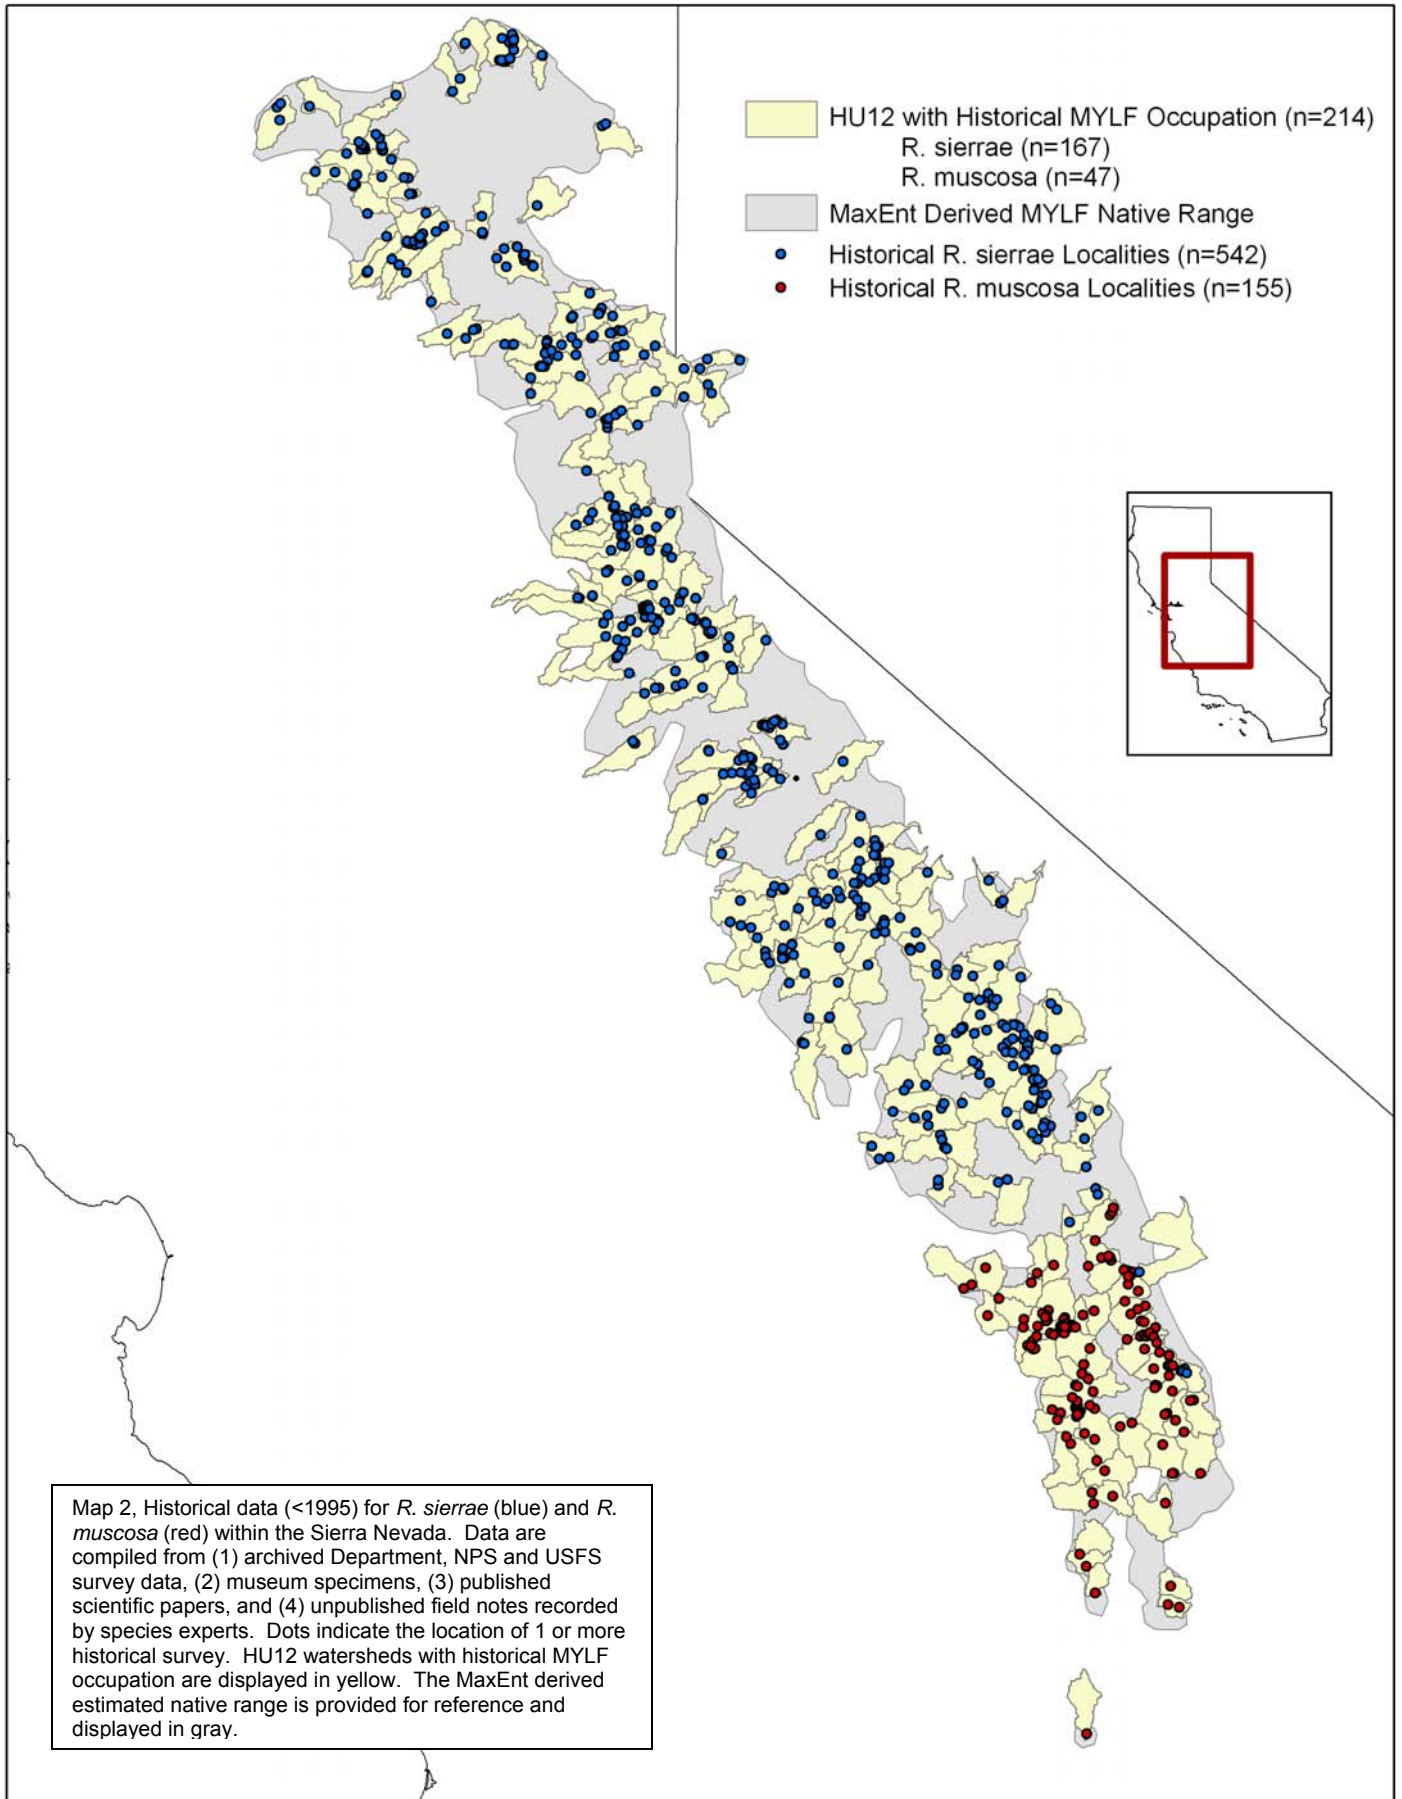 HU12 with Historical MYLF Occupation (n=214)
R. sierrae (n=167)
R. muscosa (n=47)
MaxEnt Derived MYLF Native Range
Historical R. sierrae Localities (n=542)
Historical R. muscosa Localities (n=155)
Map 2, Historical data (<1995) for R. sierrae (blue) and R.
muscosa (red) within the Sierra Nevada.  Data are
compiled from (1) archived Department, NPS and USFS
survey data, (2) museum specimens, (3) published
scientific papers, and (4) unpublished field notes recorded
by species experts.  Dots indicate the location of 1 or more
historical survey.  HU12 watersheds with historical MYLF
occupation are displayed in yellow.  The MaxEnt derived
estimated native range is provided for reference and
displayed in gray.